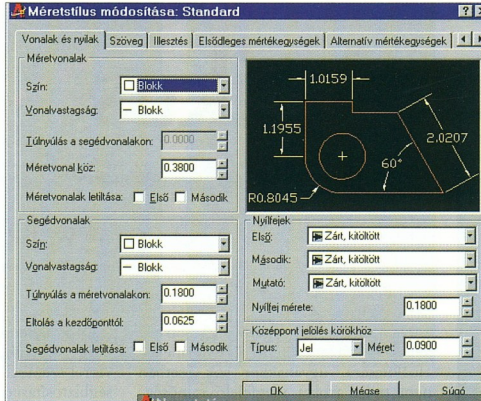 Méretstílus módosítása: Standard
Vonalak és nyilak Szöveg Illesztés Elsődleges mértékegységek Alternatív mértékegységek
Méretvonalak
Szín: Blokk
Vonalvastagság: Blokk
Túlnyúlás a segédvonalakon: 0.0000
Méretvonal köz: 0.3800
Méretvonalak letiltása: Első Második
1.0159
1.1955
2.0207
60°
R0.8045
Segédvonalak
Szín: Blokk
Vonalvastagság: Blokk
Túlnyúlás a méretvonalakon: 0.1800
Eltolás a kezdőponttól: 0.0625
Segédvonalak letiltása: Első Második
Nyílfejek
Első: Zárt, kitöltött
Második: Zárt, kitöltött
Mutató: Zárt, kitöltött
Nyílfej mérete: 0.1800
Középpont jelölés körökhöz
Típus: Jel Méret: 0.0900
OK Mégse Súgó